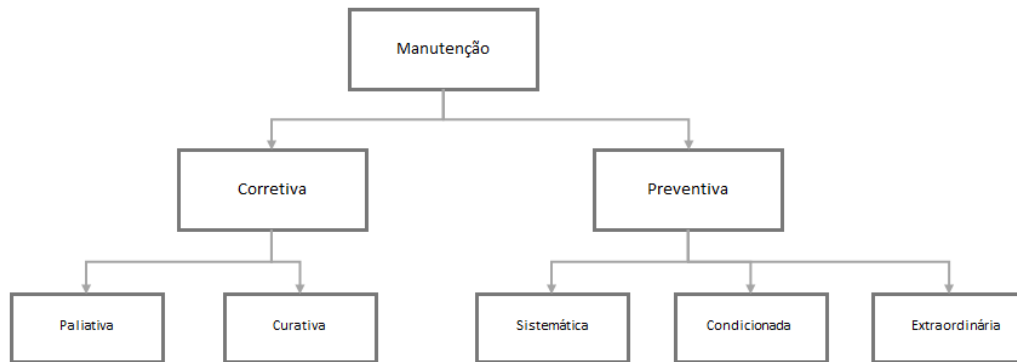 Manutenção
Corretiva
Preventiva
Paliativa
Curativa
Sistemática
Condicionada
Extraordinária